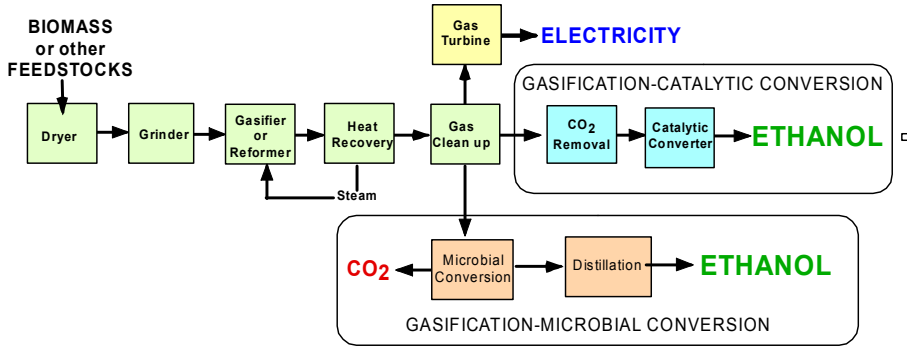 BIOMASS
or other
FEEDSTOCKS
Gas
Turbine
ELECTRICITY
GASIFICATION-CATALYTIC CONVERSION
Dryer
Grinder
Gasifier
or
Reformer
Heat
Recovery
Gas
Clean up
CO2
Removal
Catalytic
Converter
ETHANOL
Steam
CO2
Microbial
Conversion
Distillation
ETHANOL
GASIFICATION-MICROBIAL CONVERSION